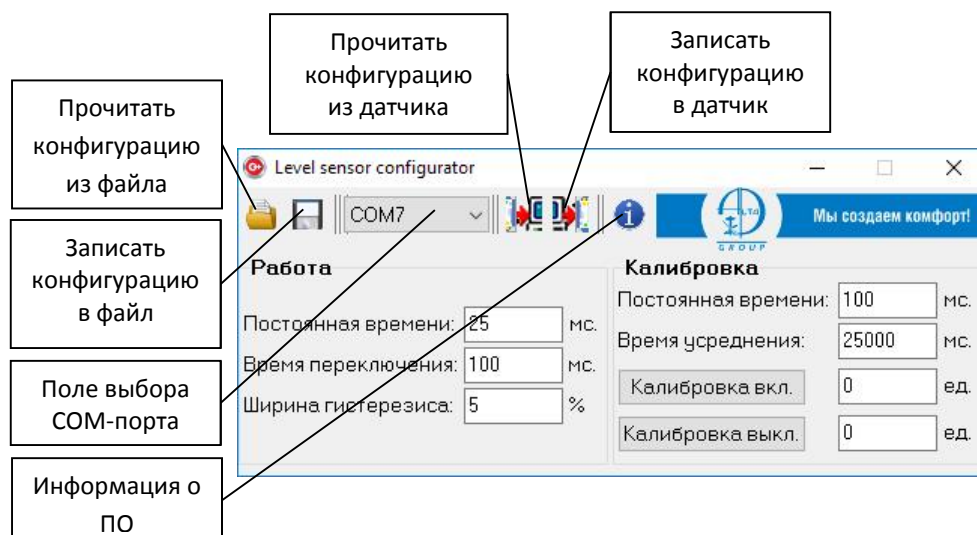 Прочитать
конфигурацию
из датчика
Записать
конфигурацию
в датчик
Прочитать
конфигурацию
из файла
Записать
конфигурацию
в файл
Поле выбора
COM-порта
Информация о
ПО
Level sensor configurator
COM7
Мы создаем комфорт!
GROUP
Работа
Постоянная времени: 25 мс.
Время переключения: 100 мс.
Ширина гистерезиса: 5 %
Калибровка
Постоянная времени: 100 мс.
Время усреднения: 25000 мс.
Калибровка вкл. 0 ед.
Калибровка выкл. 0 ед.